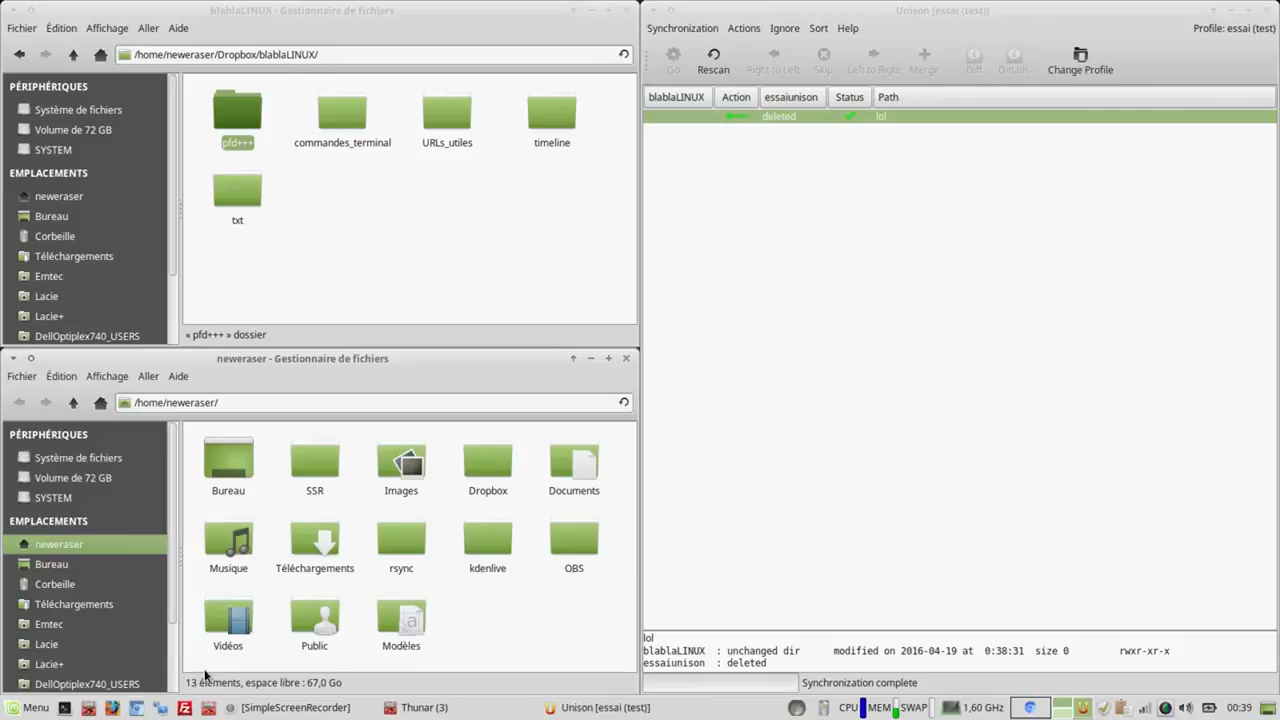 blablaLINUX - Gestionnaire de fichiers
Fichier Édition Affichage Aller Aide
/home/neweraser/Dropbox/blablaLINUX/
PÉRIPHÉRIQUES
Système de fichiers
Volume de 72 GB
SYSTEM
EMPLACEMENTS
neweraser
Bureau
Corbeille
Téléchargements
Emtec
Lacie
Lacie+
DellOptiplex740_USERS
pfd+++ commandes_terminal URLs_utiles timeline
txt
« pfd+++ » dossier
neweraser - Gestionnaire de fichiers
Fichier Édition Affichage Aller Aide
/home/neweraser/
PÉRIPHÉRIQUES
Système de fichiers
Volume de 72 GB
SYSTEM
EMPLACEMENTS
neweraser
Bureau
Corbeille
Téléchargements
Emtec
Lacie
Lacie+
DellOptiplex740_USERS
Bureau SSR Images Dropbox Documents
Musique Téléchargements rsync kdenlive OBS
Vidéos Public Modèles
13 éléments, espace libre : 67,0 Go
Unison [essai (test)]
Synchronization Actions Ignore Sort Help Profile: essai (test)
Go Rescan Right to Left Skip Left to Right Merge Diff Details Change Profile
blablaLINUX Action essaiunison Status Path
deleted lol
lol
blablaLINUX : unchanged dir modified on 2016-04-19 at 0:38:31 size 0 rwxr-xr-x
essaiunison : deleted
Synchronization complete
Menu [SimpleScreenRecorder] Thunar (3) Unison [essai (test)] CPU MEM SWAP 1,60 GHz 00:39